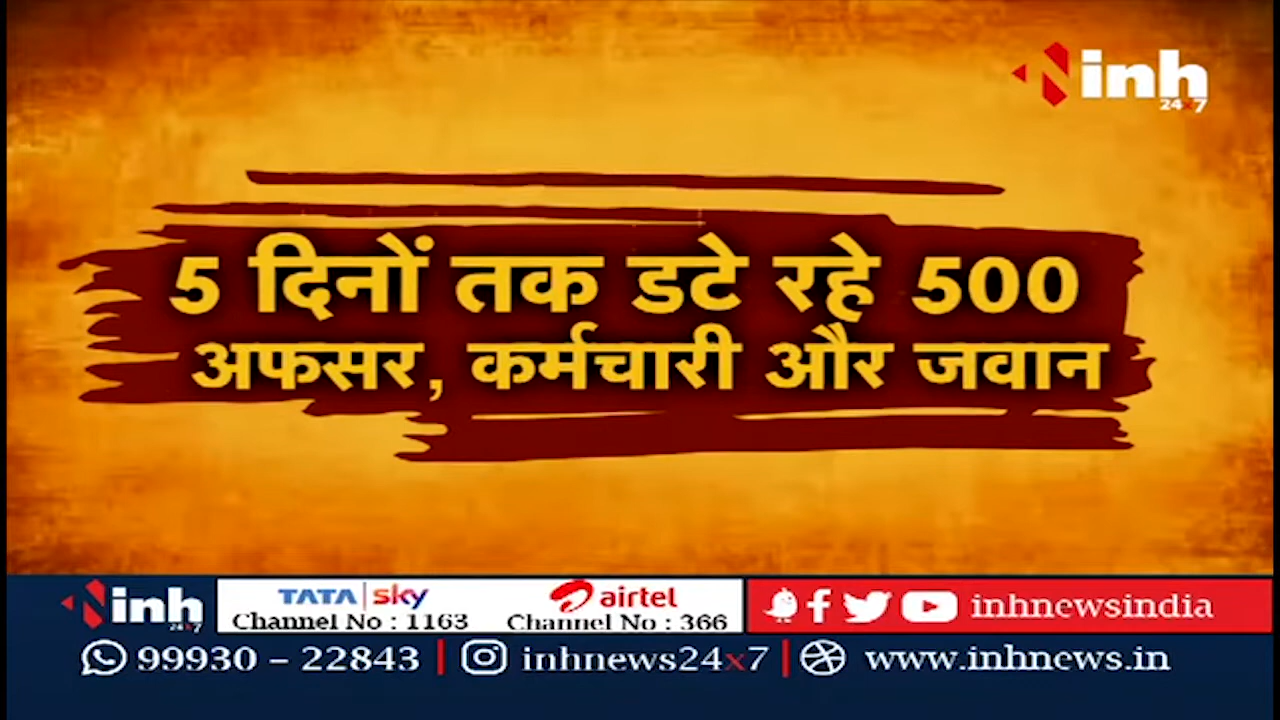 inh
24x7
5 दिनों तक डटे रहे 500
अफसर, कर्मचारी और जवान
inh
24x7
TATA sky
Channel No : 1163
airtel
Channel No : 366
inhnewsindia
99930 - 22843
inhnews24x7
www.inhnews.in